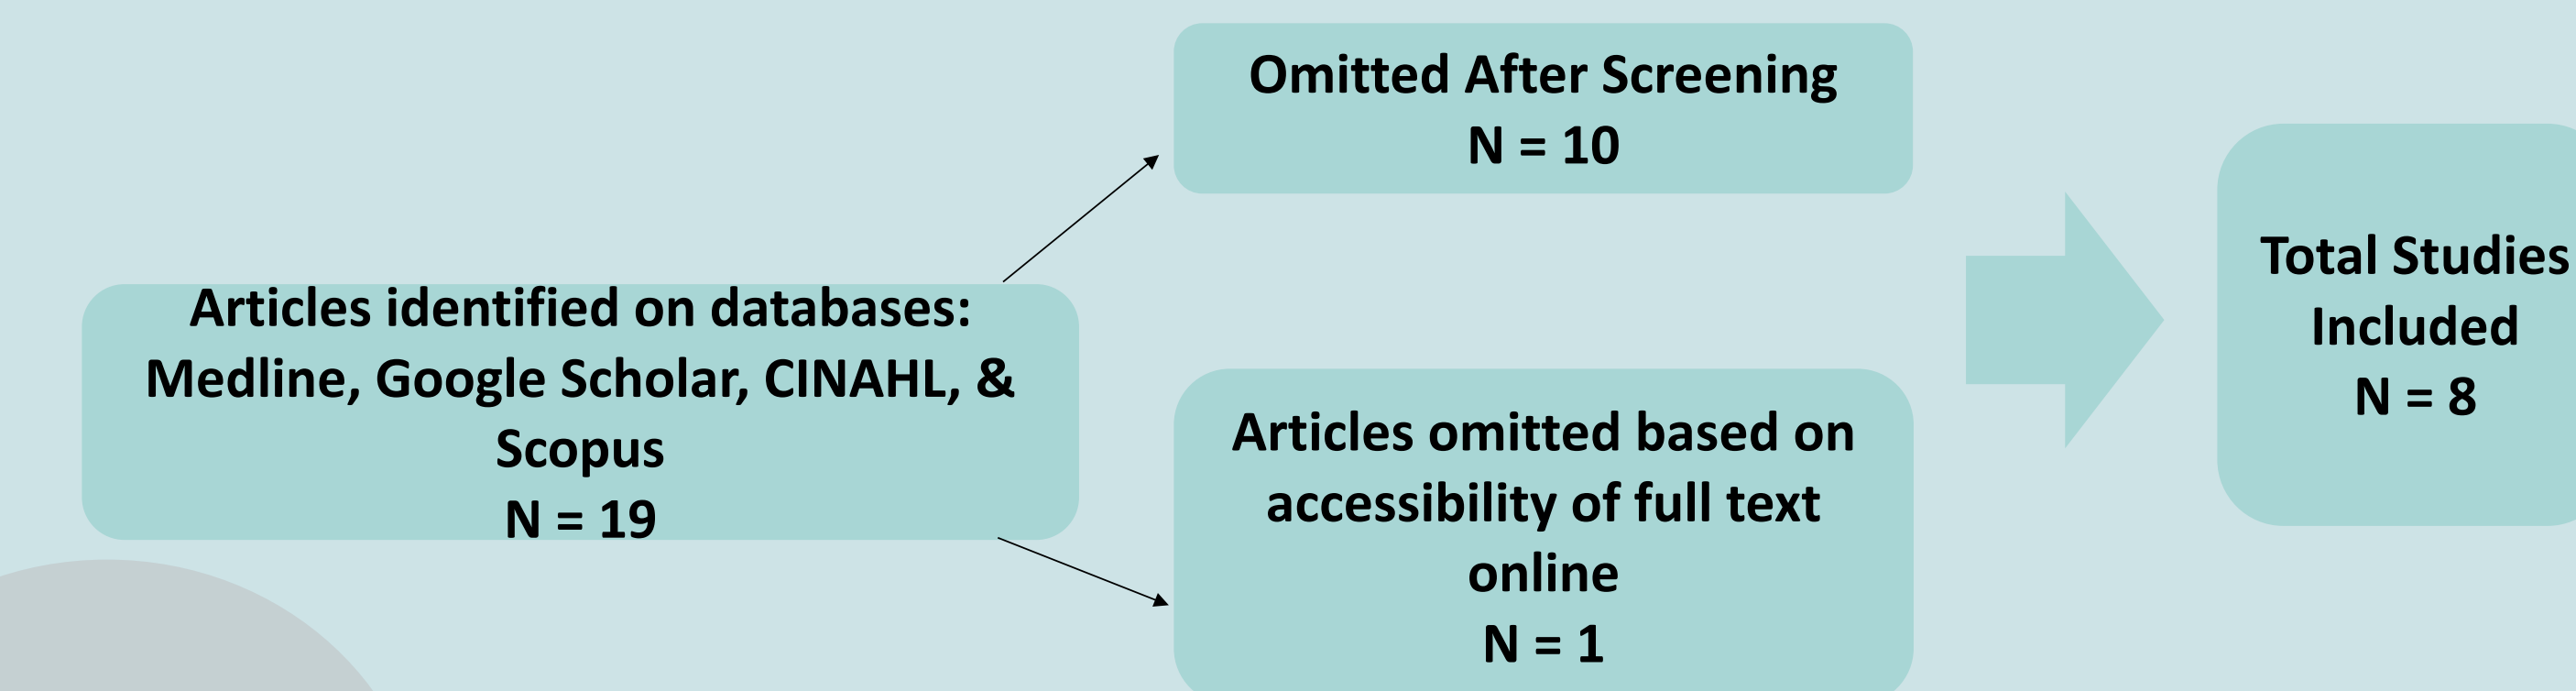 Omitted After Screening
N = 10
Articles identified on databases:
Medline, Google Scholar, CINAHL, &
Scopus
N = 19
Articles omitted based on
accessibility of full text
online
N = 1
Total Studies
Included
N = 8